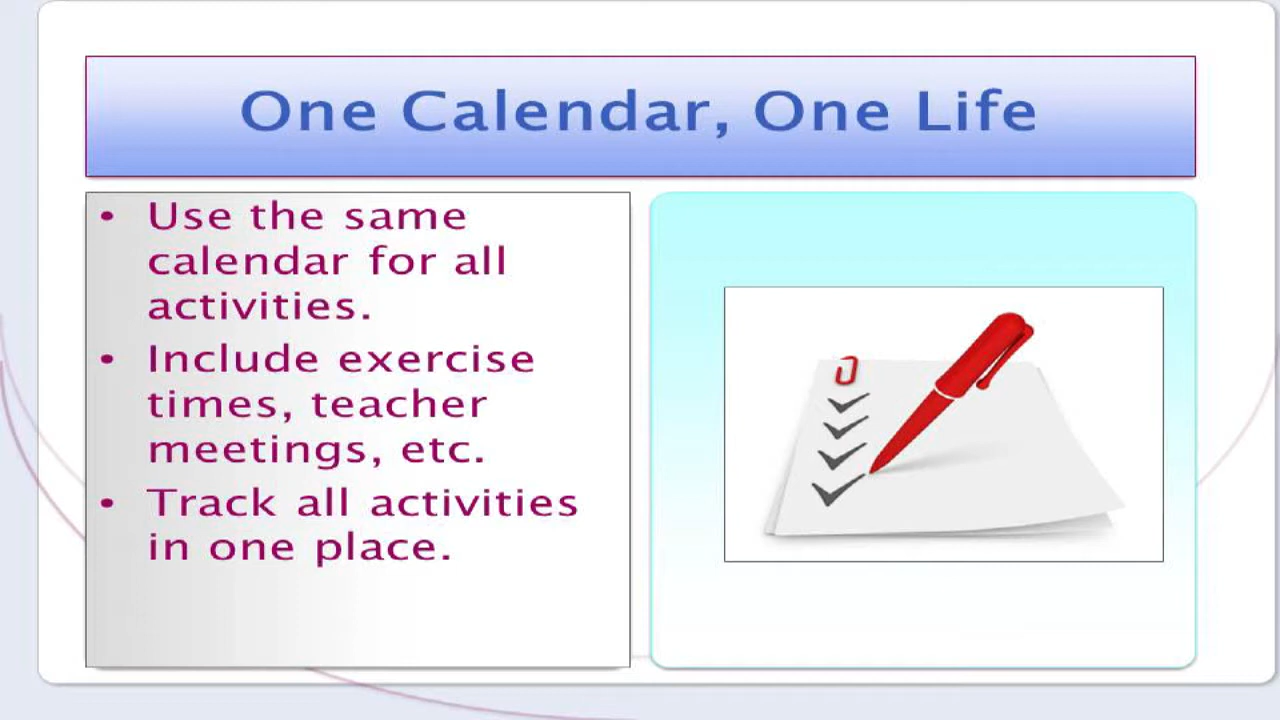 One Calendar, One Life
• Use the same
calendar for all
activities.
• Include exercise
times, teacher
meetings, etc.
• Track all activities
in one place.